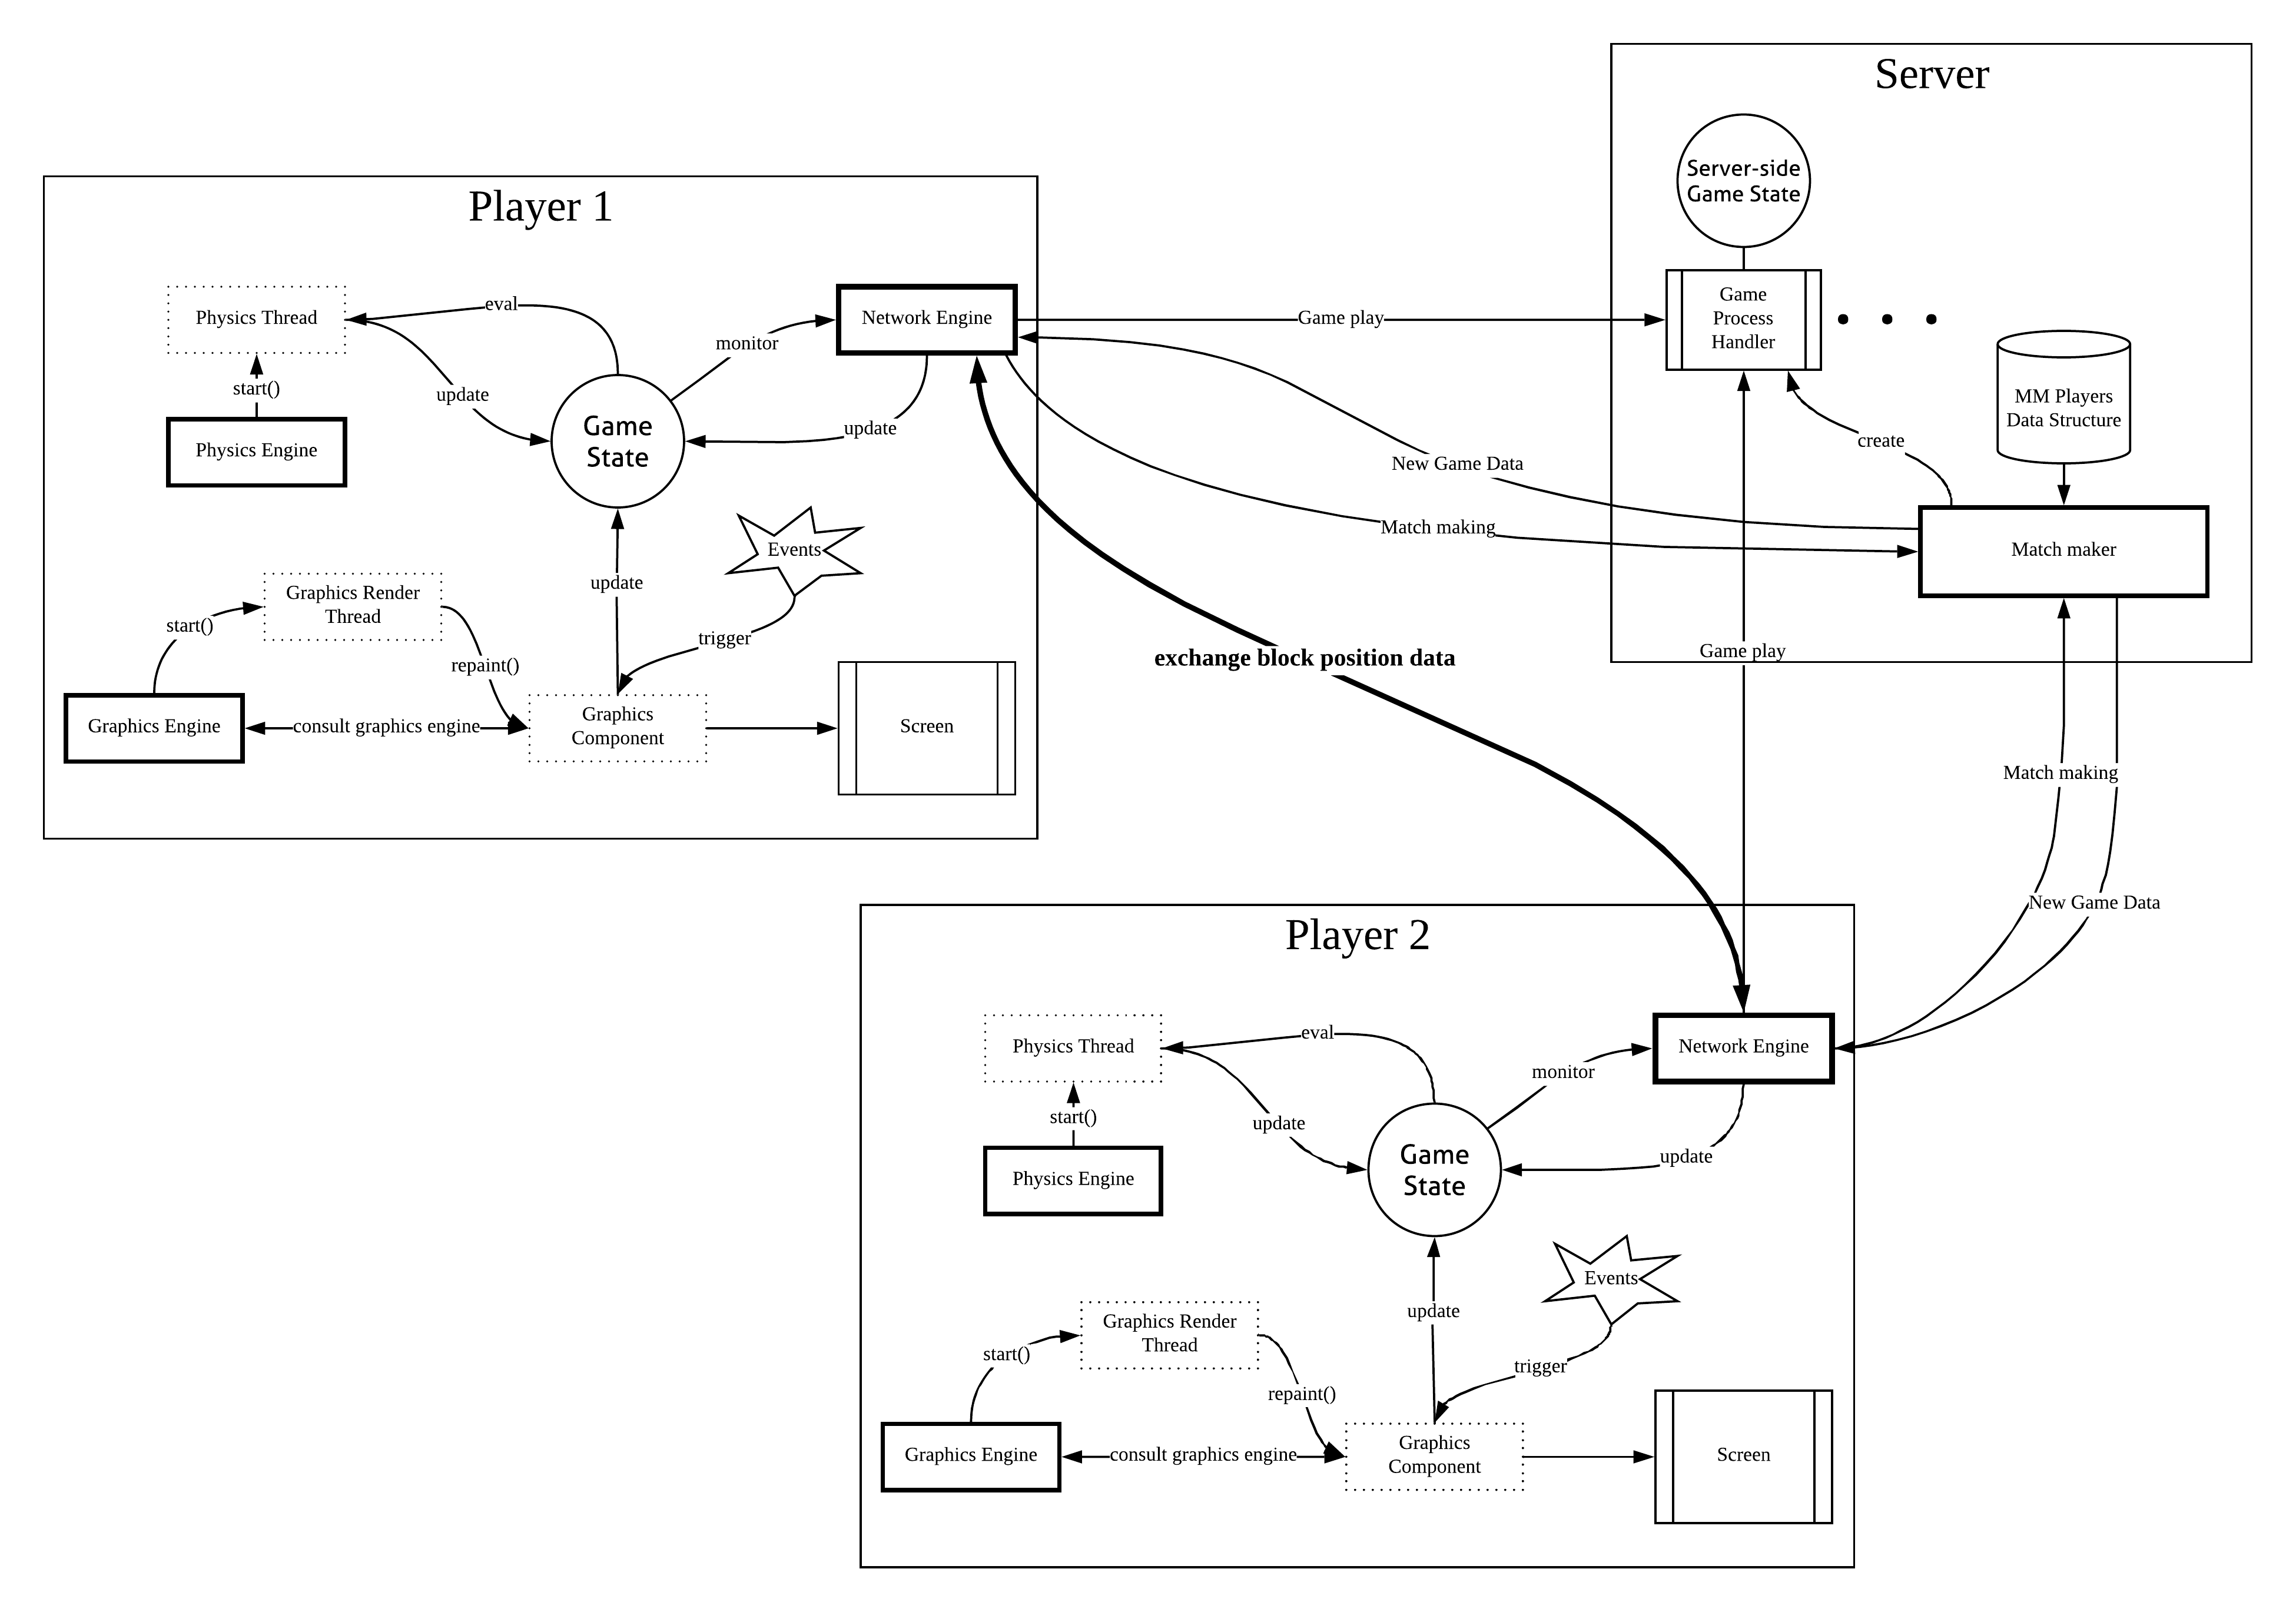 Server
Server-side
Game State
Player 1
Physics Thread
eval
Network Engine
Game play
Game
Process
Handler
monitor
start()
update
Game
State
update
MM Players
Data Structure
create
Physics Engine
New Game Data
Match making
Match maker
Events
update
Graphics Render
Thread
start()
trigger
repaint()
exchange block position data
Game play
Graphics Engine
consult graphics engine
Graphics
Component
Screen
Match making
New Game Data
Player 2
Physics Thread
eval
Network Engine
monitor
start()
update
Game
State
update
Physics Engine
Events
update
Graphics Render
Thread
start()
trigger
repaint()
Graphics Engine
consult graphics engine
Graphics
Component
Screen